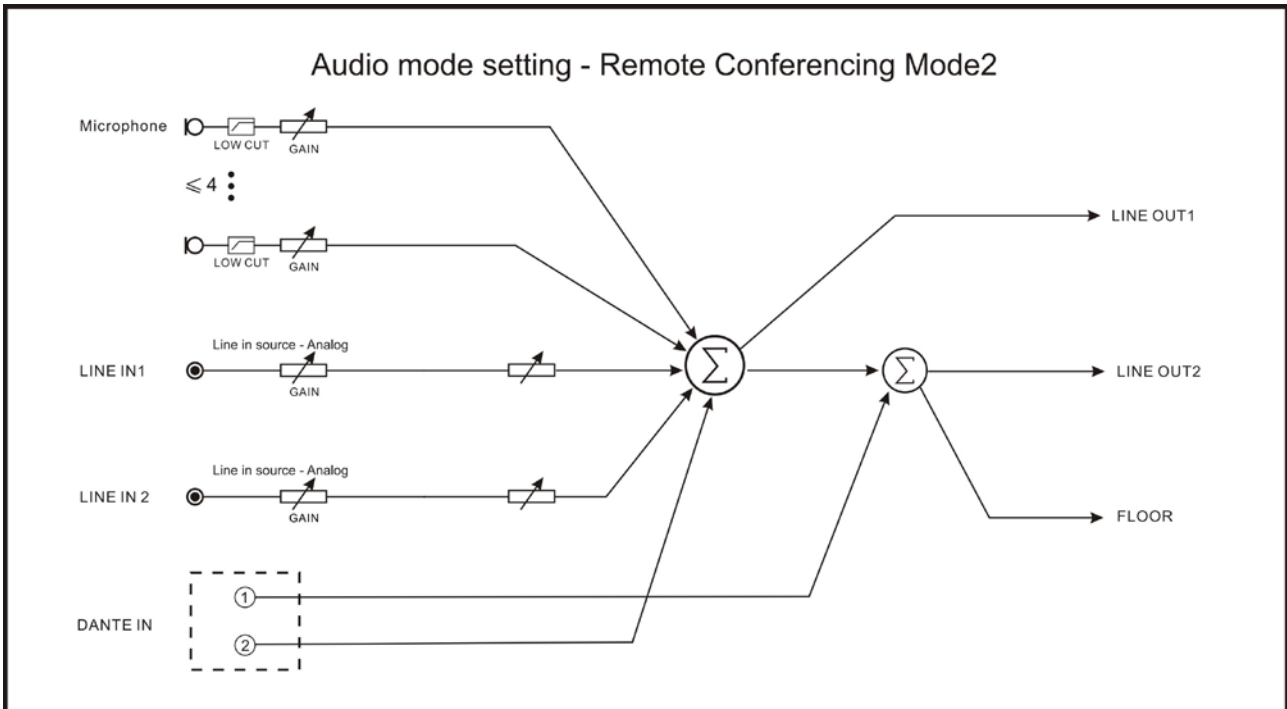 Audio mode setting - Remote Conferencing Mode2
Microphone
LOW CUT
GAIN
≤ 4
LOW CUT
GAIN
LINE OUT1
Line in source - Analog
LINE IN1
GAIN
Σ
Σ
LINE OUT2
Line in source - Analog
LINE IN 2
GAIN
FLOOR
DANTE IN
1
2